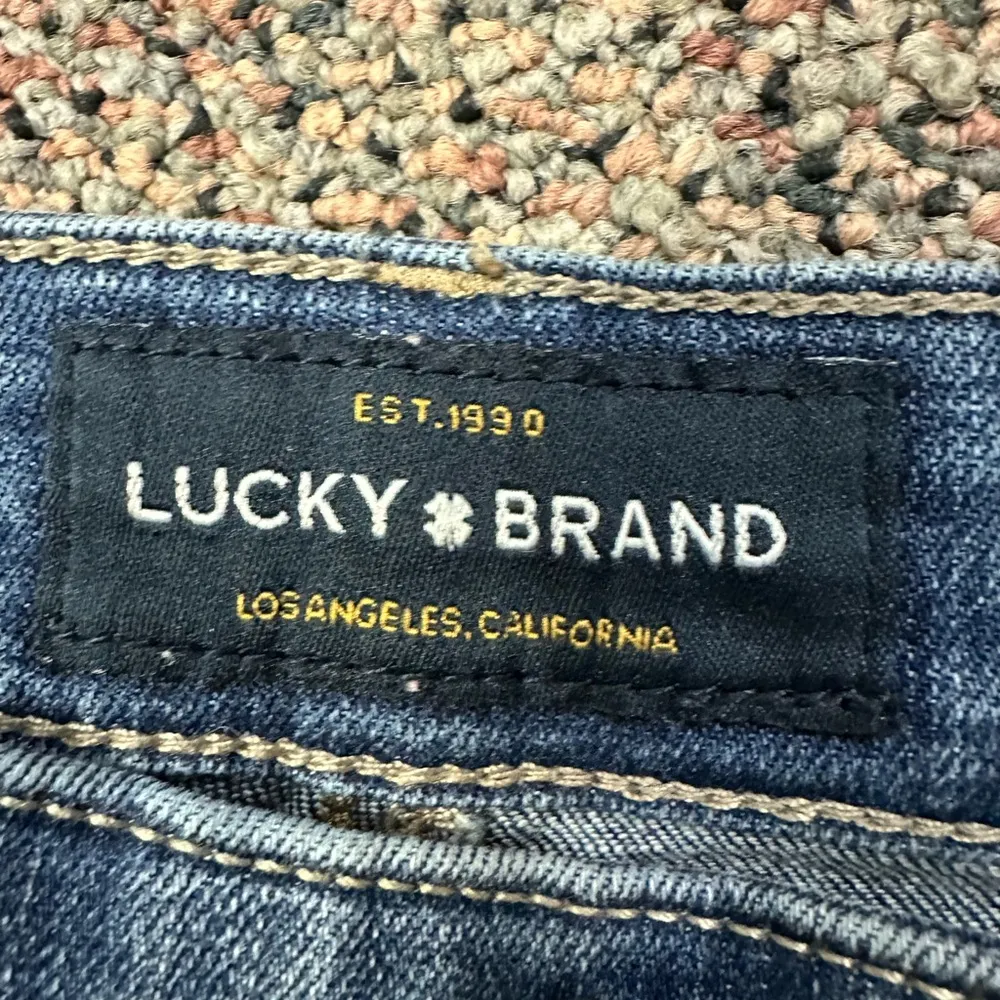 EST.1990
LUCKY BRAND
LOS ANGELES, CALIFORNIA